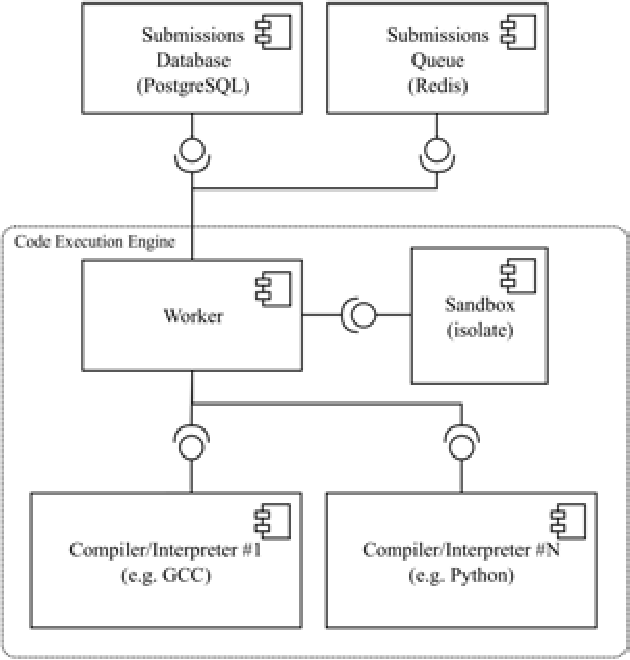 Submissions
Database
(PostgreSQL)
Submissions
Queue
(Redis)
Code Execution Engine
Worker
Sandbox
(isolate)
Compiler/Interpreter #1
(e.g. GCC)
Compiler/Interpreter #N
(e.g. Python)